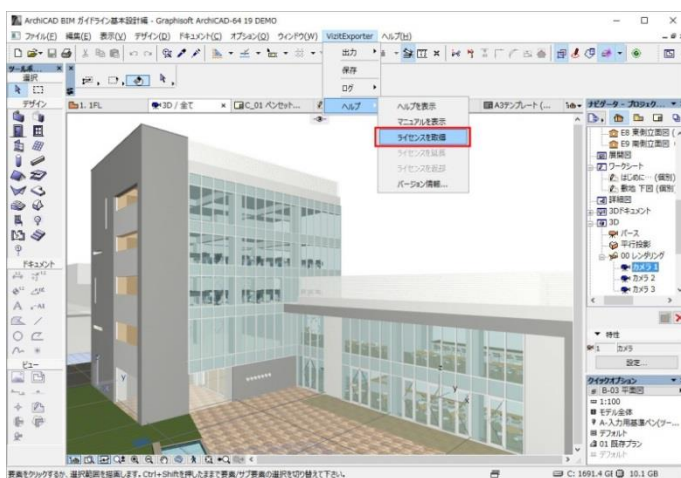 ArchiCAD BIM ガイドライン基本設計編 - Graphisoft ArchiCAD-64 19 DEMO
ファイル(F) 編集(E) 表示(V) デザイン(D) ドキュメント(C) オプション(O) ウィンドウ(W) VizitExporter ヘルプ(H)
出力
保存
ログ
ヘルプ
ヘルプを表示
マニュアルを表示
ライセンスを取得
ライセンスを延長
ライセンスを返却
バージョン情報...
選択
デザイン
1. 1FL
3D / 全て
C_01 パンセット...
A3テンプレート (...
ナビゲータ - プロジェク...
E8 東側立面図 (
E9 南側立面図 (
展開図
ワークシート
はじめに… (個別)
敷地 下図 (個別)
詳細図
3Dドキュメント
3D
パース
平行投影
00 レンダリング
カメラ 1
カメラ 2
カメラ 3
ドキュメント
ビュー
特性
1 カメラ
設定...
クイックオプション
B-03 平面図
1:100
モデル全体
A-入力用基準ペン(ツー...
デフォルト
01 既存プラン
デフォルト
要素をクリックするか、選択範囲を描画します。Ctrl+Shiftを押したままで要素/サブ要素の選択を切り替えて下さい。
C: 1691.4 GB
10.1 GB